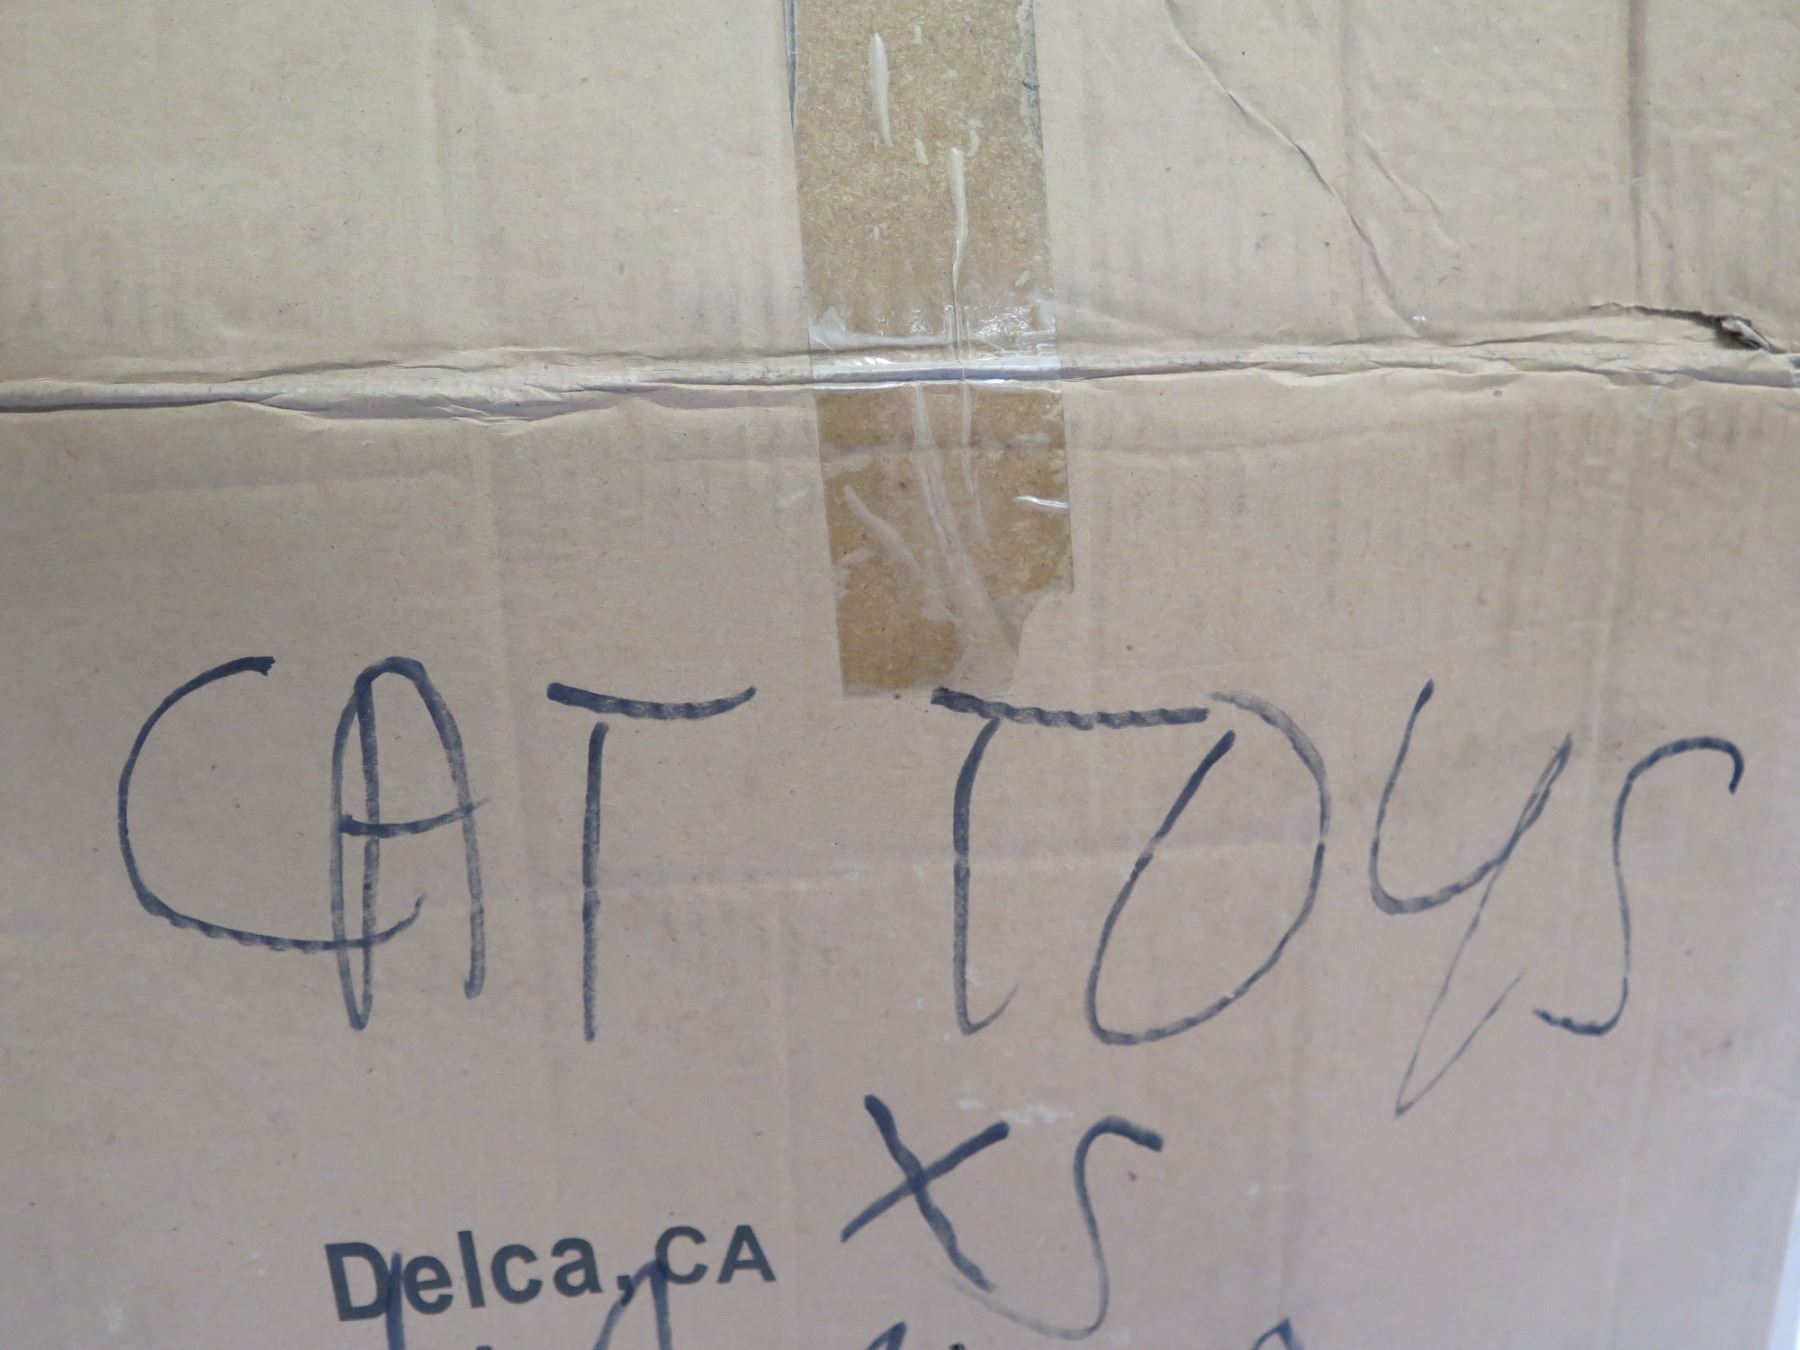 CAT TOYS
XS
Delca, CA